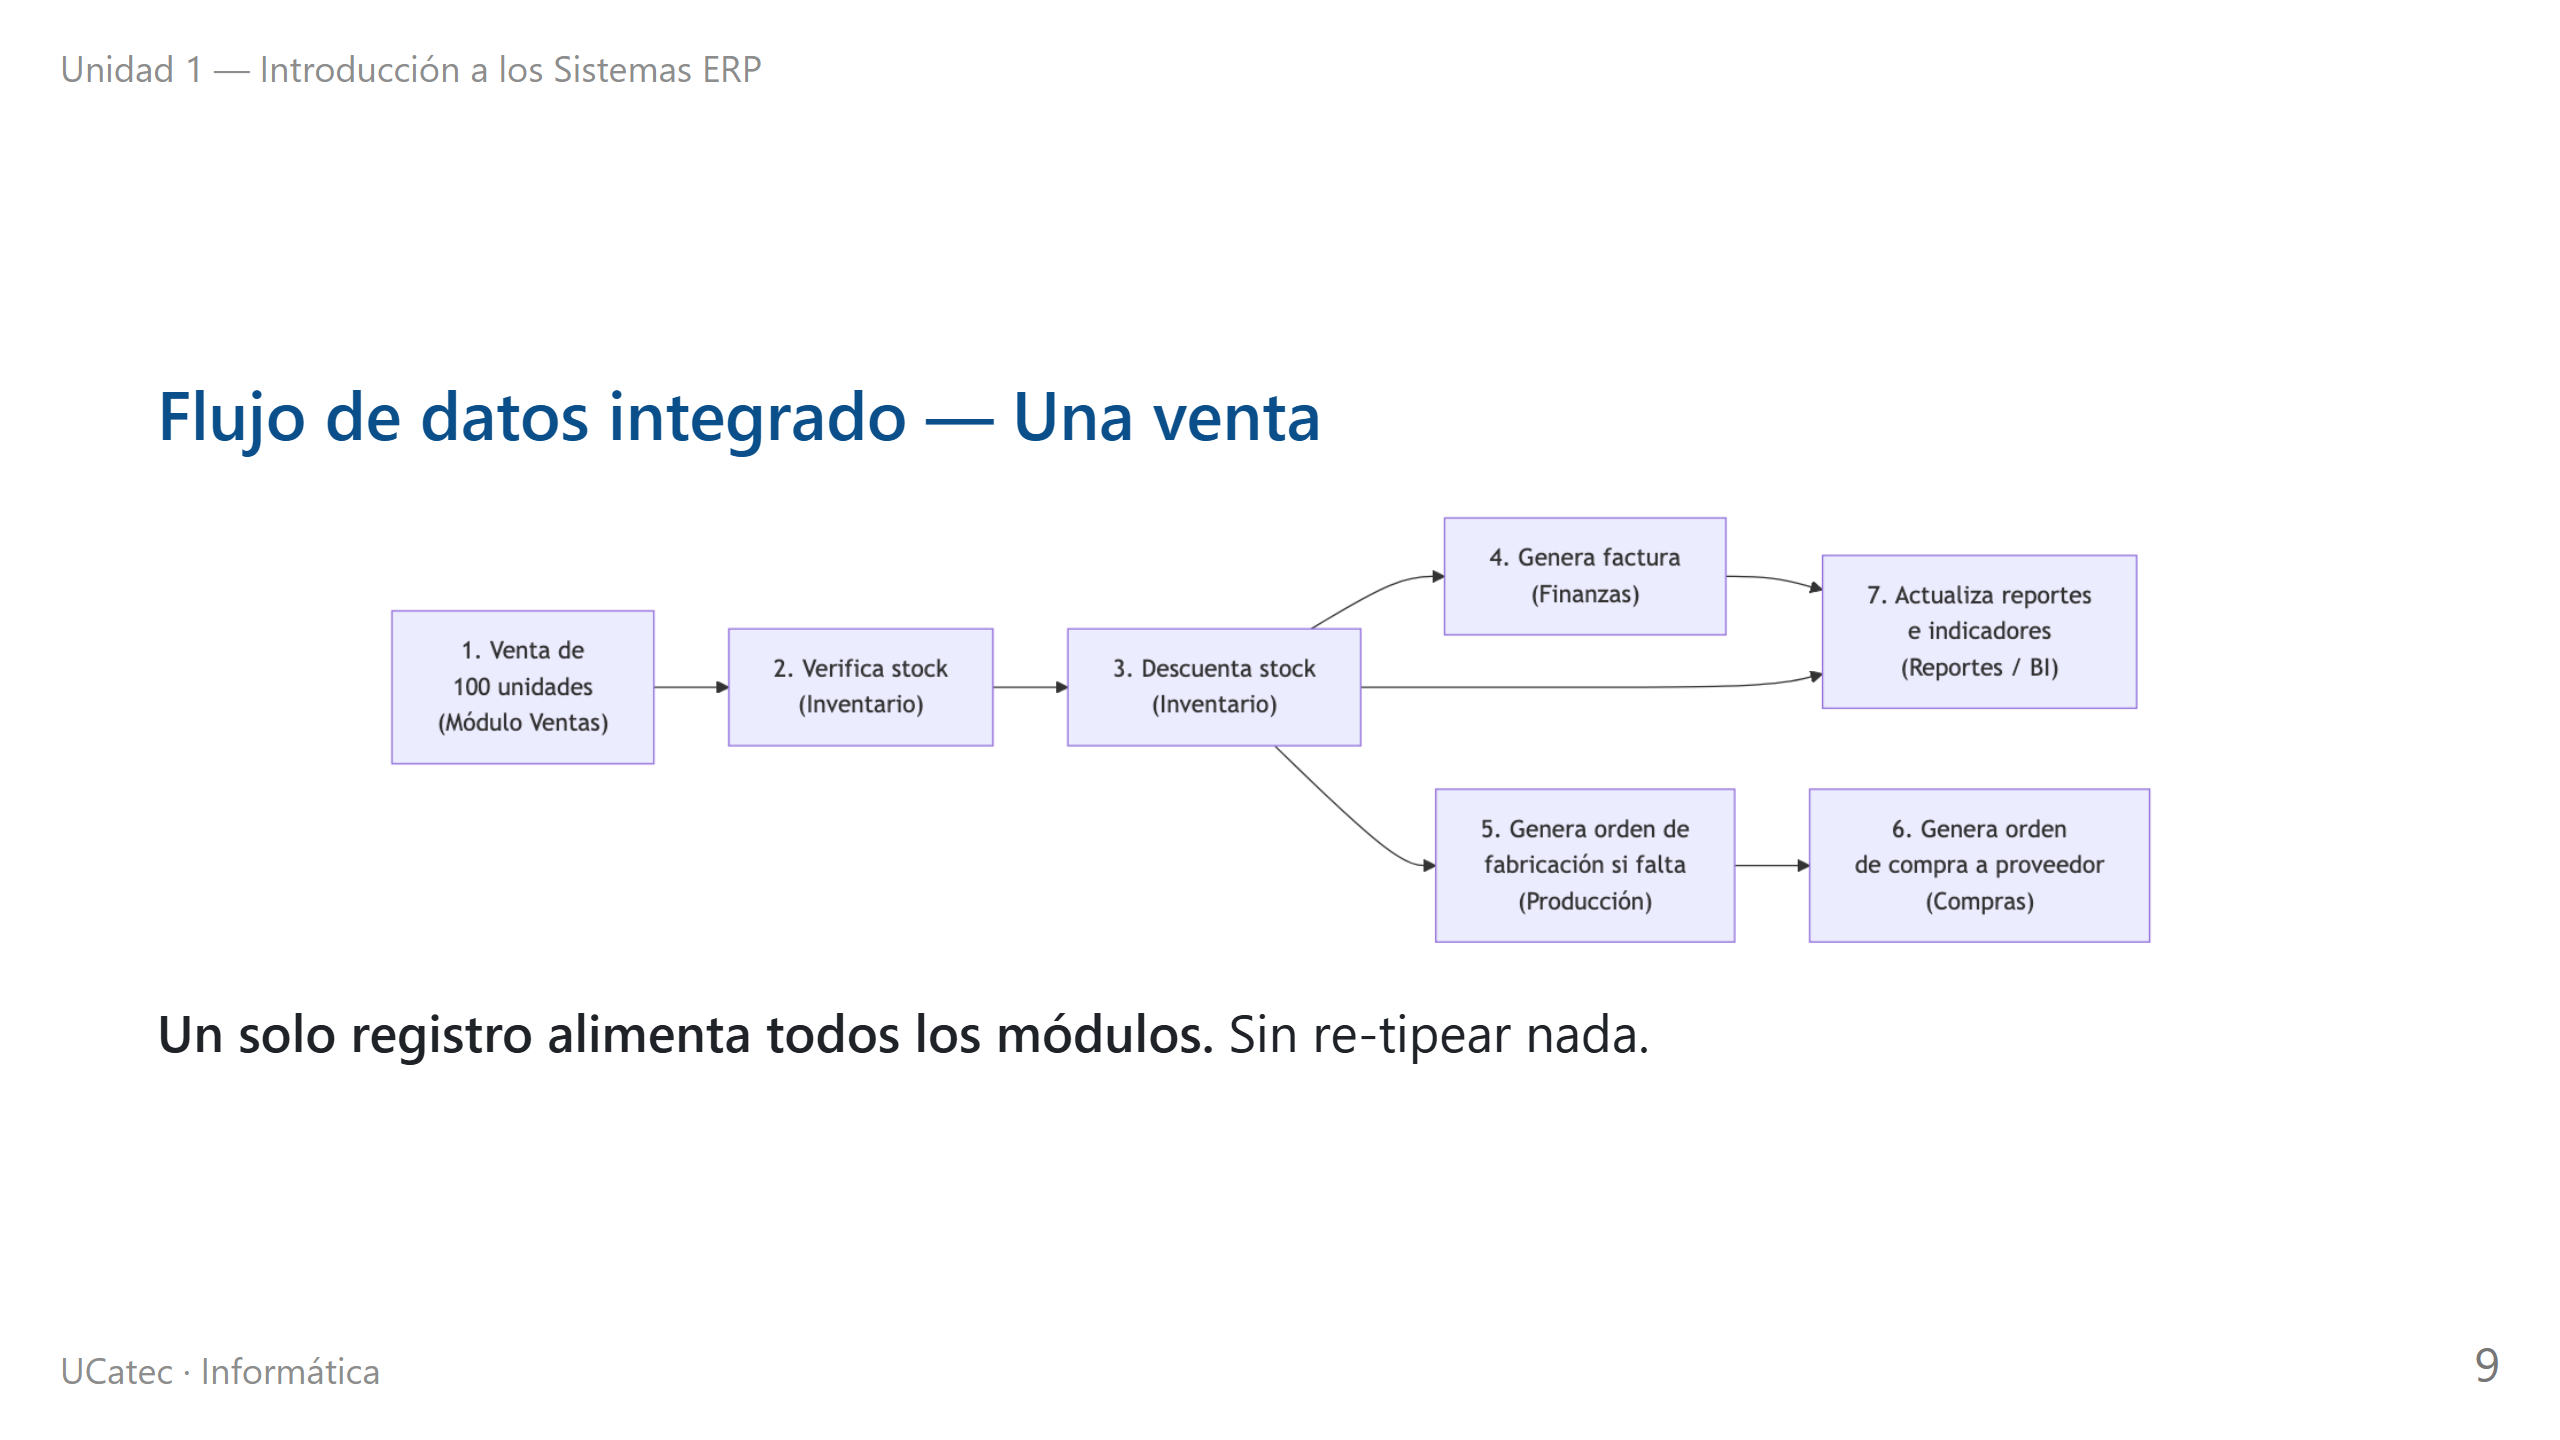 Unidad 1 — Introducción a los Sistemas ERP
Flujo de datos integrado — Una venta
1. Venta de
100 unidades
(Módulo Ventas)
2. Verifica stock
(Inventario)
3. Descuenta stock
(Inventario)
4. Genera factura
(Finanzas)
7. Actualiza reportes
e indicadores
(Reportes / BI)
5. Genera orden de
fabricación si falta
(Producción)
6. Genera orden
de compra a proveedor
(Compras)
Un solo registro alimenta todos los módulos. Sin re-tipear nada.
UCatec · Informática
9